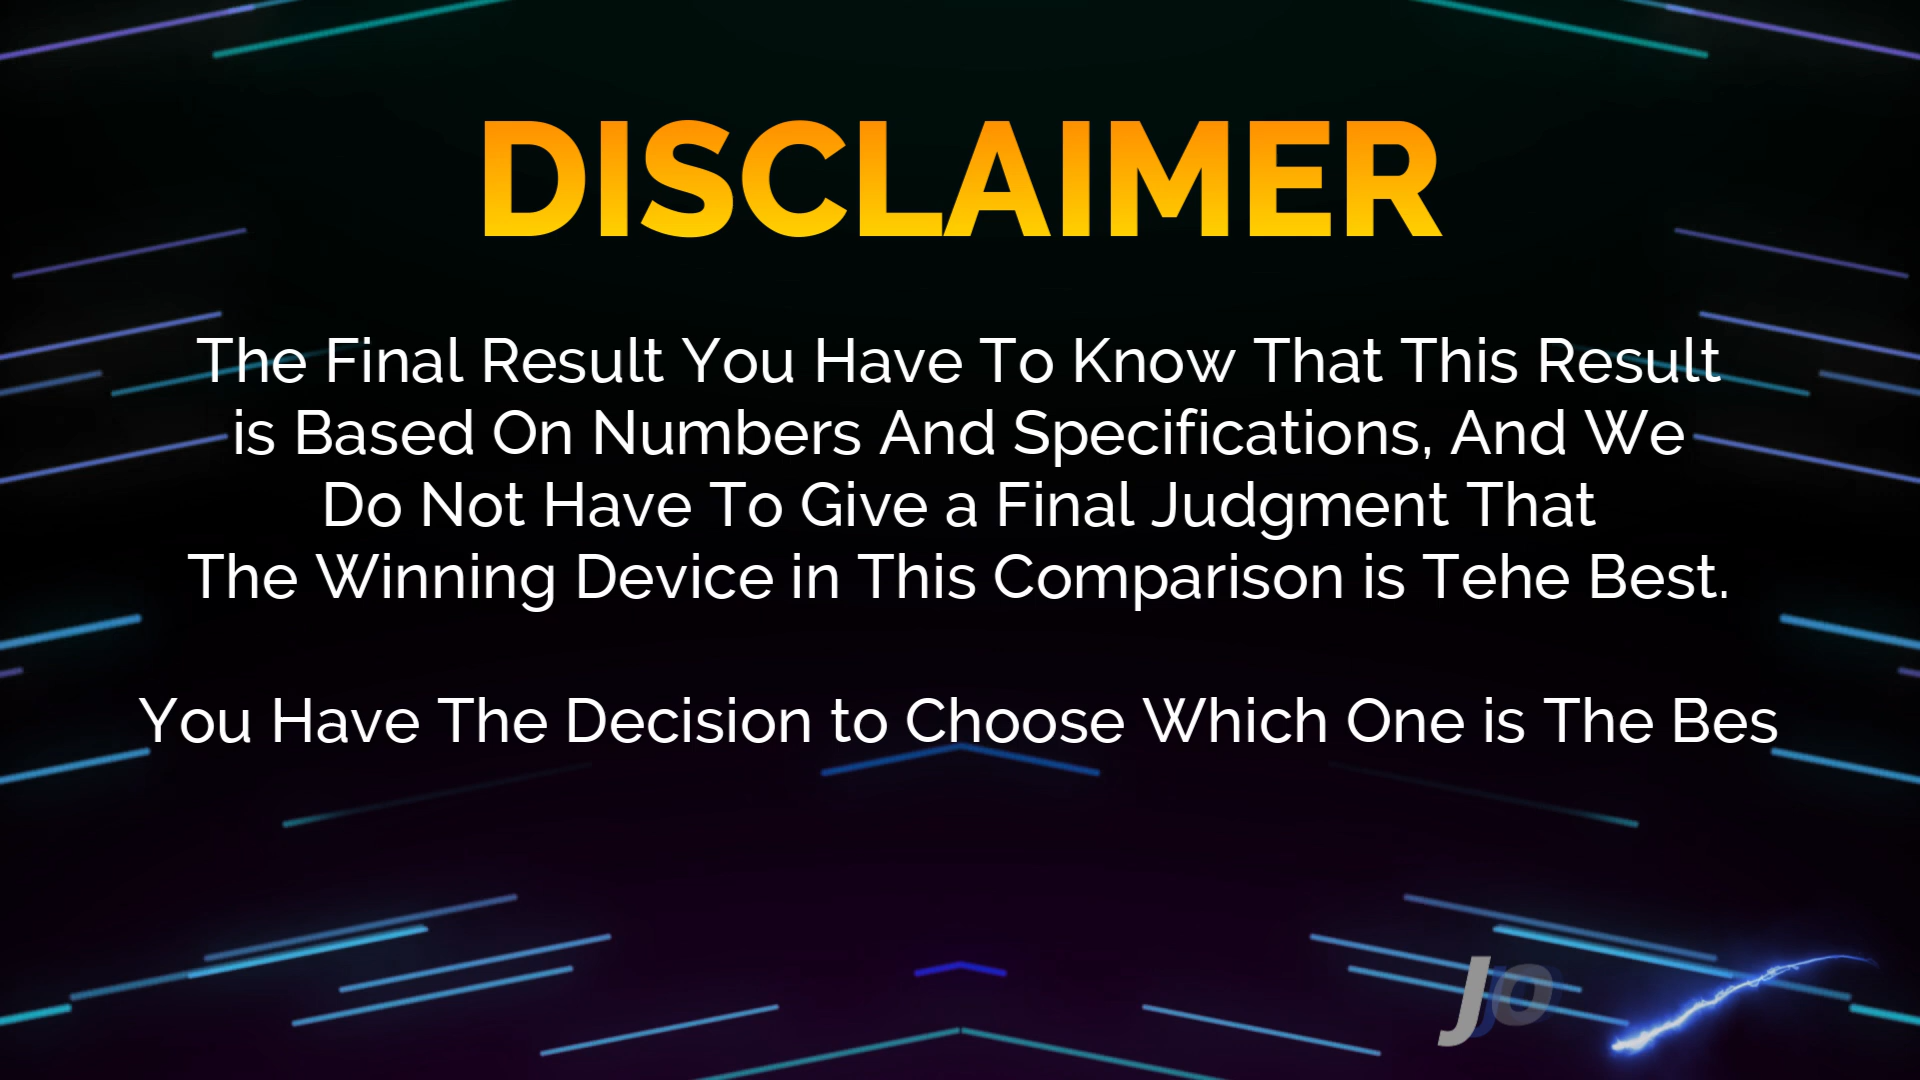 DISCLAIMER
The Final Result You Have To Know That This Result
is Based On Numbers And Specifications, And We
Do Not Have To Give a Final Judgment That
The Winning Device in This Comparison is Tehe Best.
You Have The Decision to Choose Which One is The Bes
JO